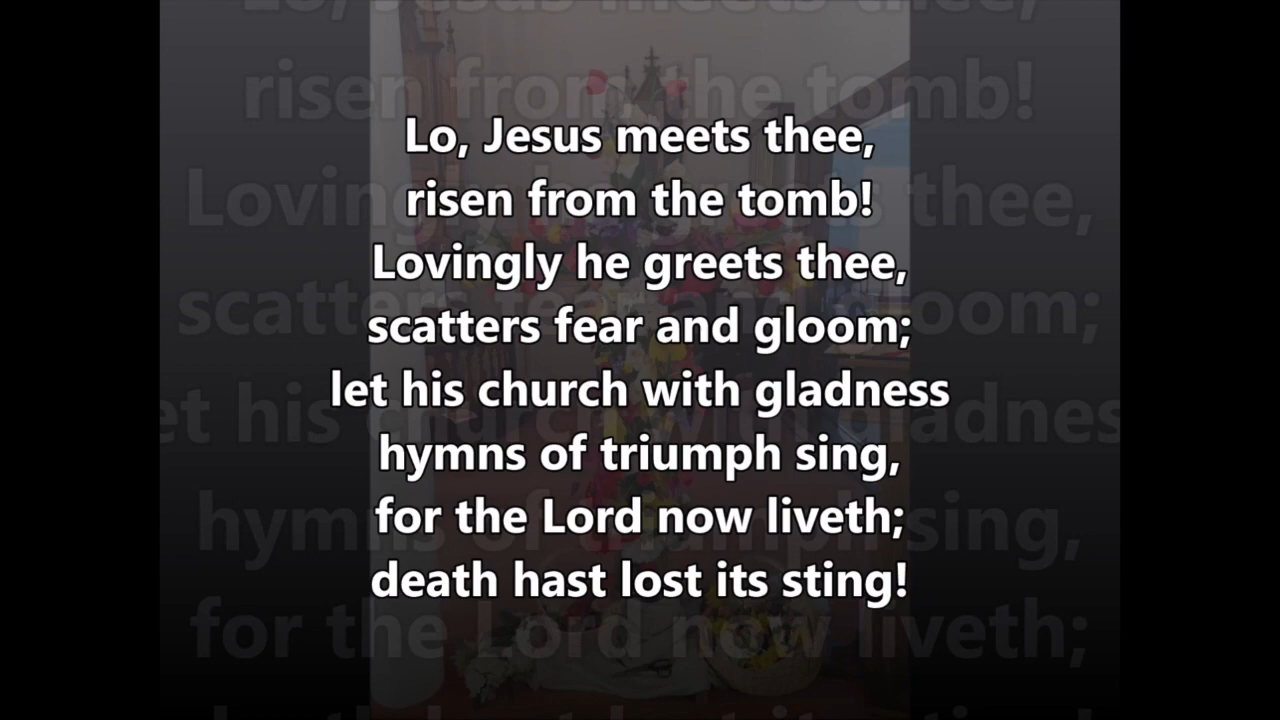 Lo, Jesus meets thee,
risen from the tomb!
Lovingly he greets thee,
scatters fear and gloom;
let his church with gladness
hymns of triumph sing,
for the Lord now liveth;
death hast lost its sting!